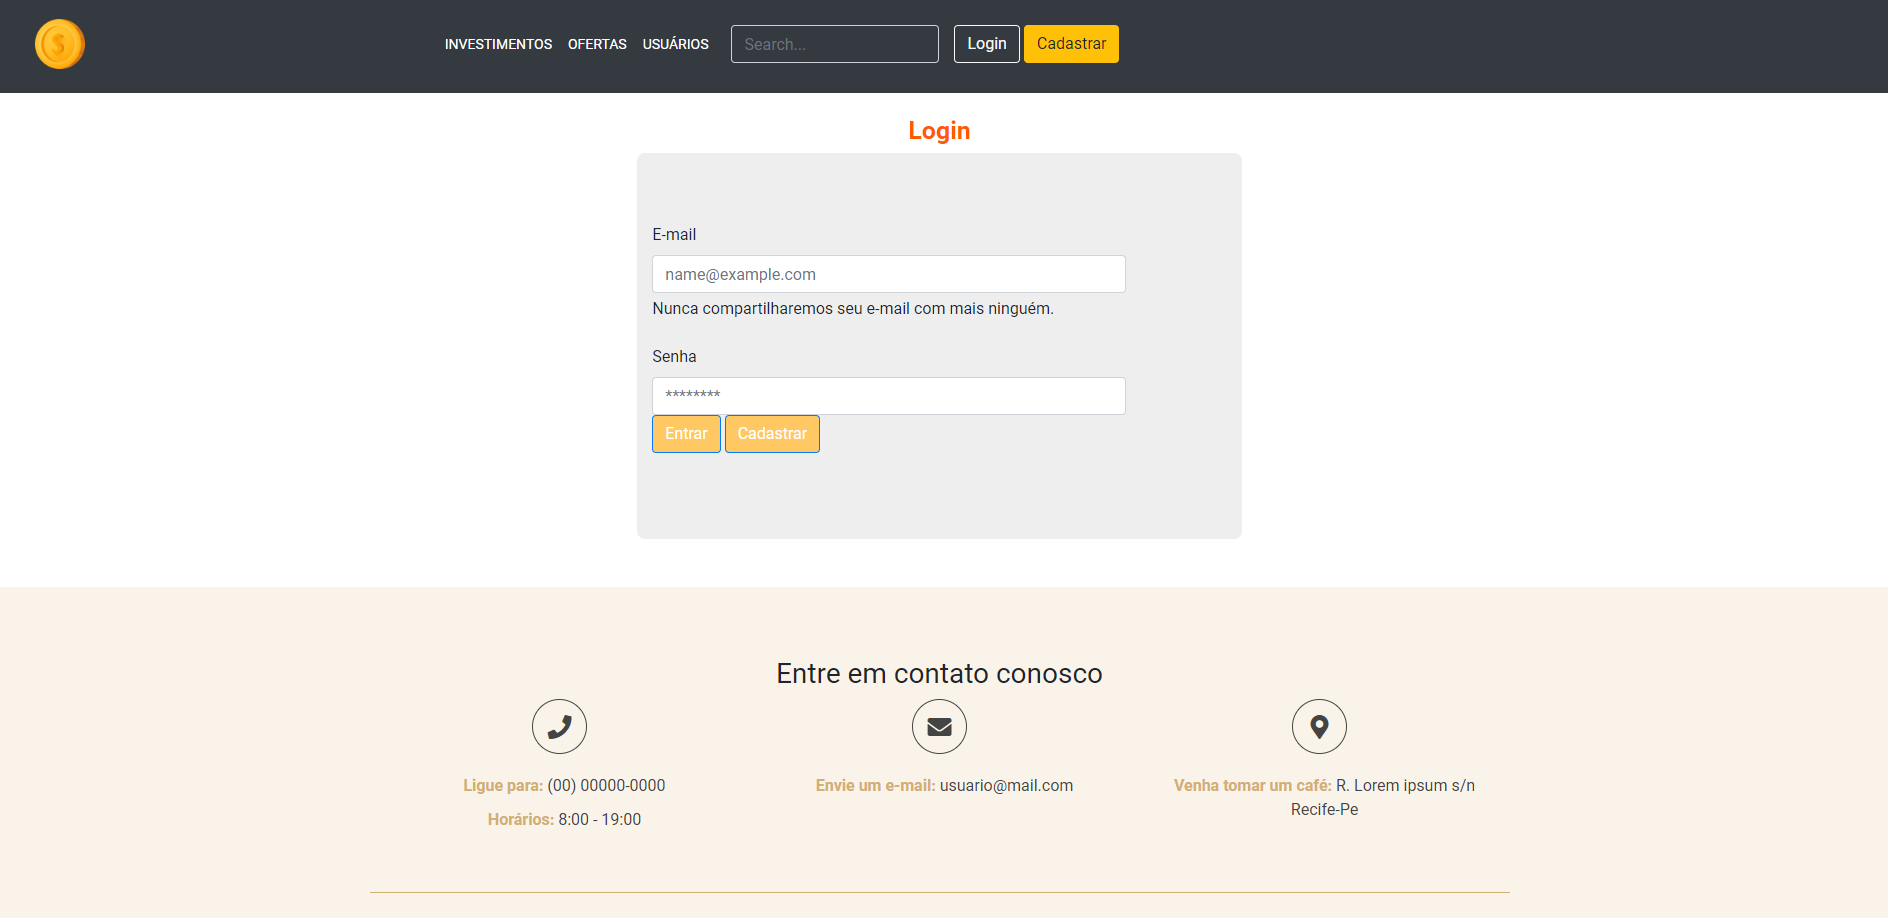 $
INVESTIMENTOS OFERTAS USUÁRIOS Search... Login Cadastrar
Login
E-mail
name@example.com
Nunca compartilharemos seu e-mail com mais ninguém.
Senha
********
Entrar Cadastrar
Entre em contato conosco
Ligue para: (00) 00000-0000
Horários: 8:00 - 19:00
Envie um e-mail: usuario@mail.com
Venha tomar um café: R. Lorem ipsum s/n
Recife-Pe